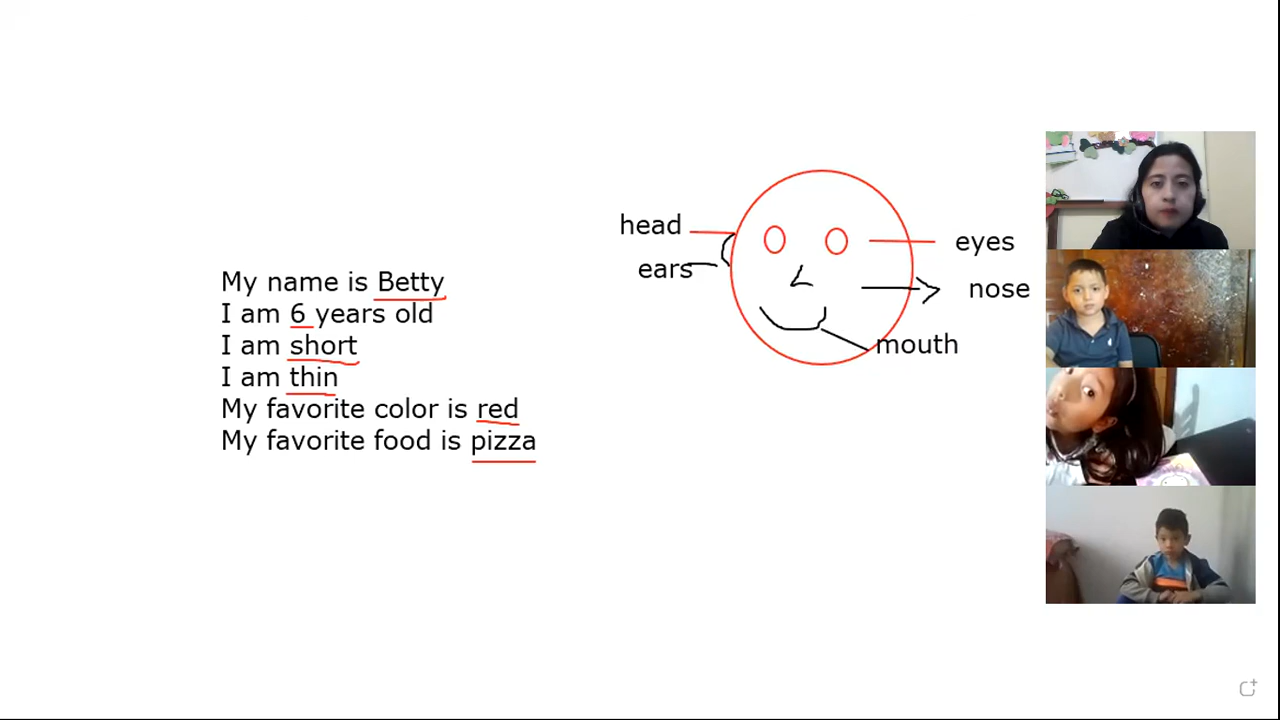 My name is Betty
I am 6 years old
I am short
I am thin
My favorite color is red
My favorite food is pizza
head
ears
eyes
nose
mouth